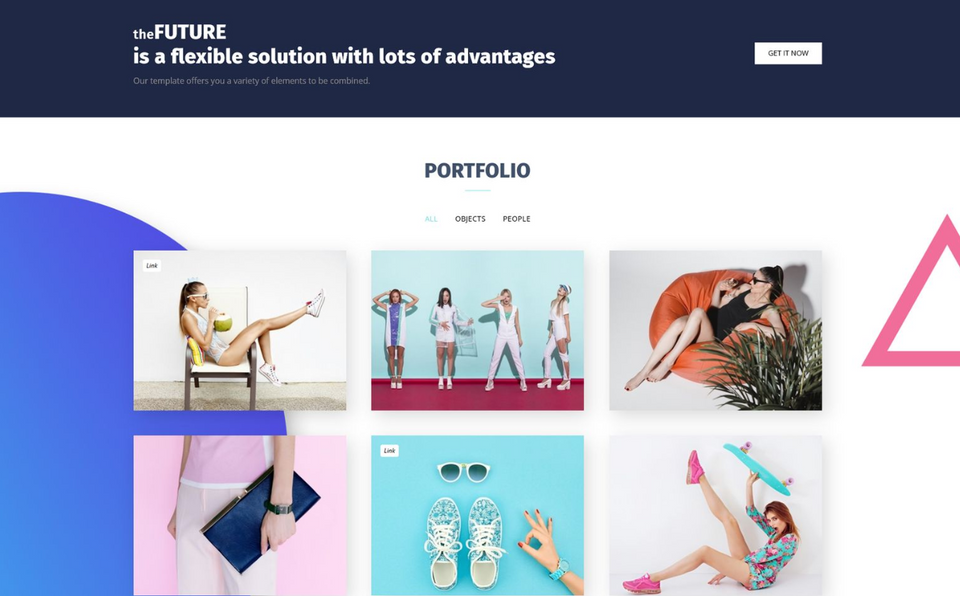 theFUTURE
is a flexible solution with lots of advantages
Our template offers you a variety of elements to be combined.
GET IT NOW
PORTFOLIO
ALL OBJECTS PEOPLE
Link
Link